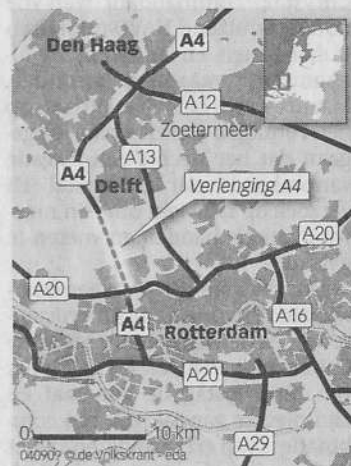 Den Haag
A4
A12
Zoetermeer
A4
A13
Delft
Verlenging A4
A20
A20
A4
Rotterdam
A16
A20
0 10 km
A29
040909 © de Volkskrant - eda